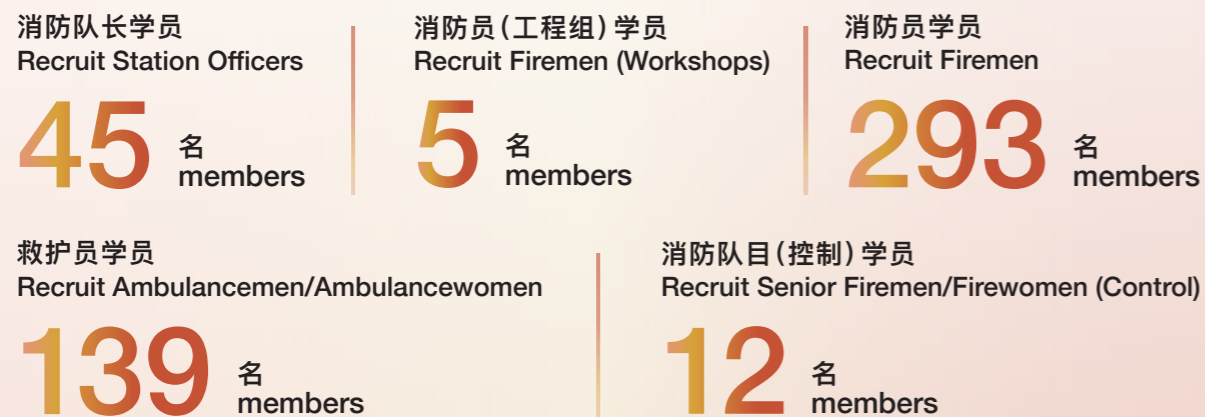 消防队长学员
Recruit Station Officers
45 名
members
消防员(工程组)学员
Recruit Firemen (Workshops)
5 名
members
消防员学员
Recruit Firemen
293 名
members
救护员学员
Recruit Ambulancemen/Ambulancewomen
139 名
members
消防队目(控制)学员
Recruit Senior Firemen/Firewomen (Control)
12 名
members